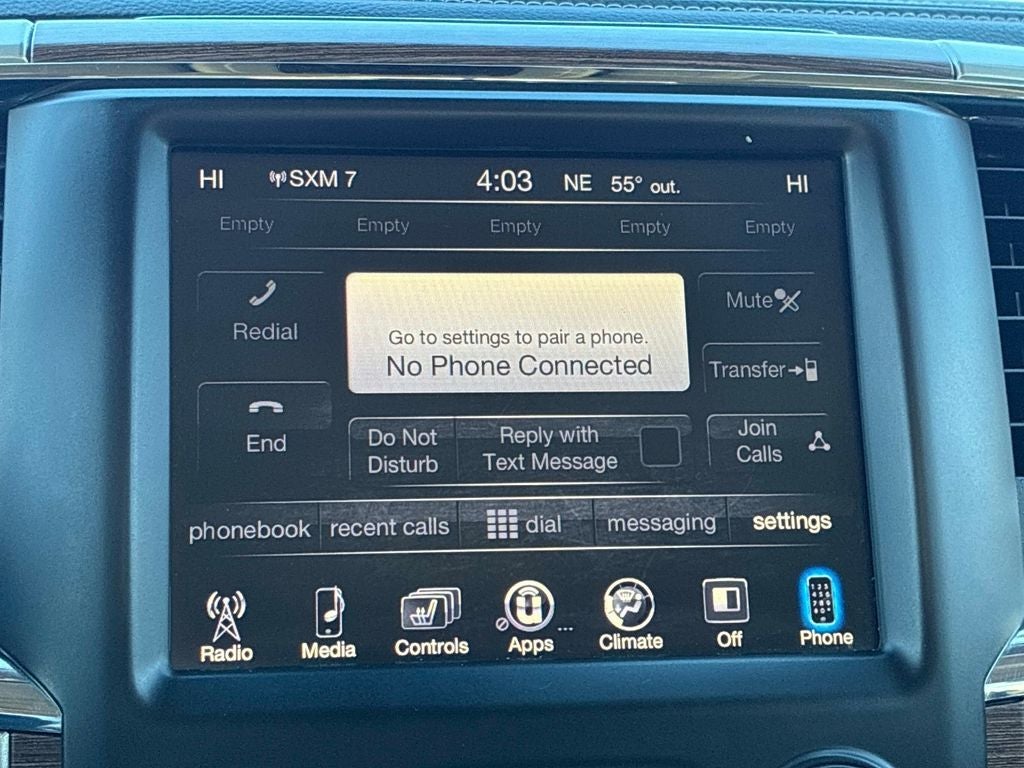 HI SXM 7 4:03 NE 55° out. HI
Empty Empty Empty Empty Empty
Redial
Go to settings to pair a phone.
No Phone Connected
Mute
Transfer
End
Do Not
Disturb
Reply with
Text Message
Join
Calls
phonebook recent calls dial messaging settings
Radio Media Controls Apps ... Climate Off Phone